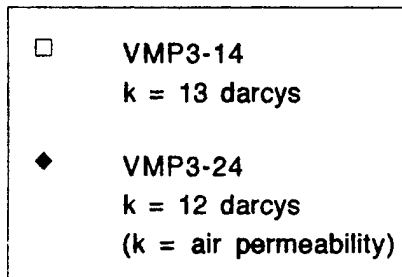 VMP3-14
k = 13 darcys
VMP3-24
k = 12 darcys
(k = air permeability)